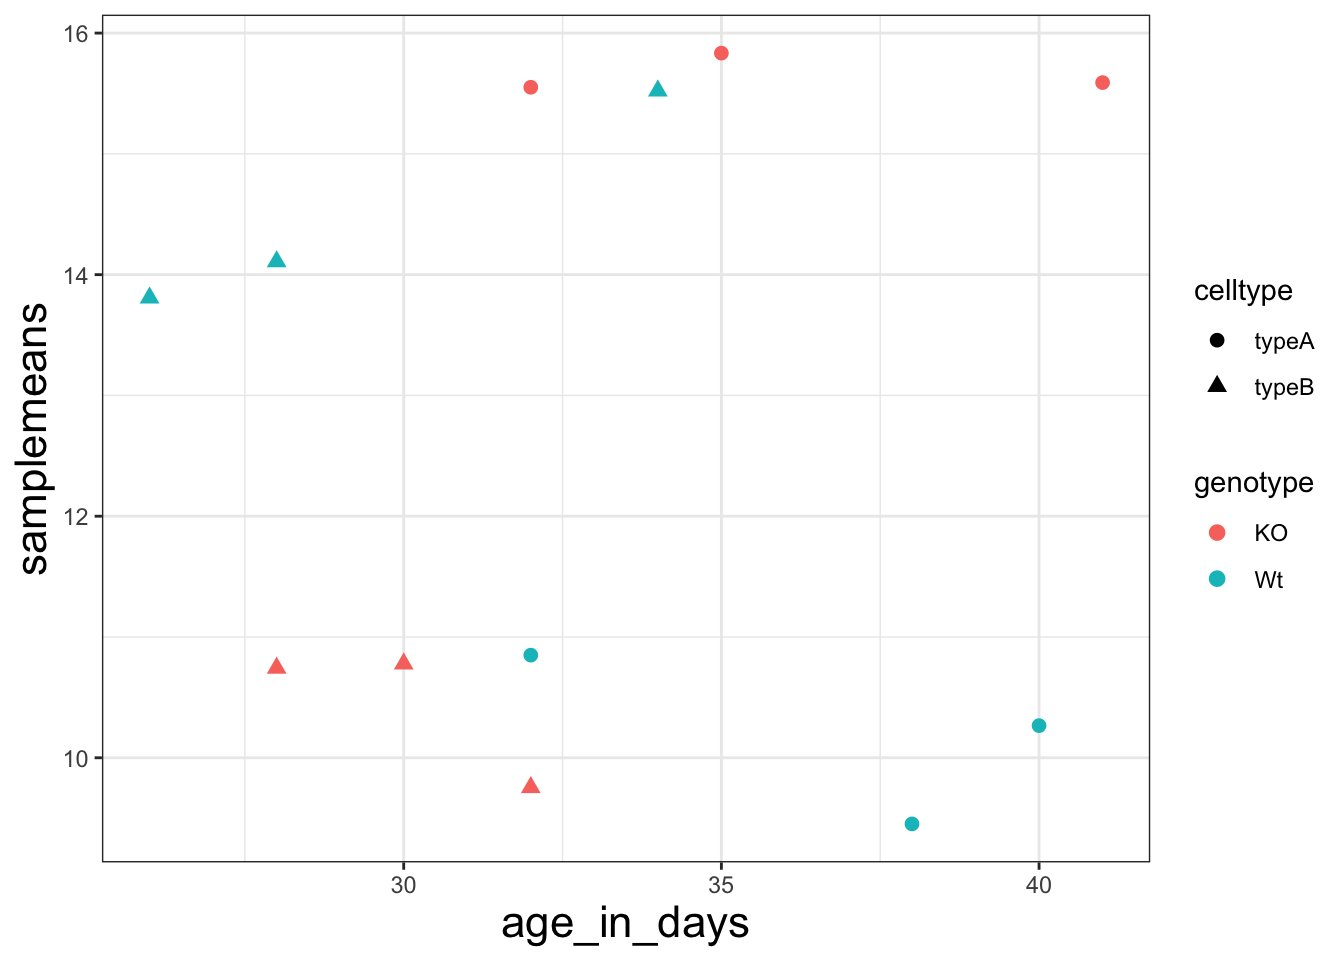 samplemeans
16
14
12
10
30 35 40
age_in_days
celltype
typeA
typeB
genotype
KO
Wt